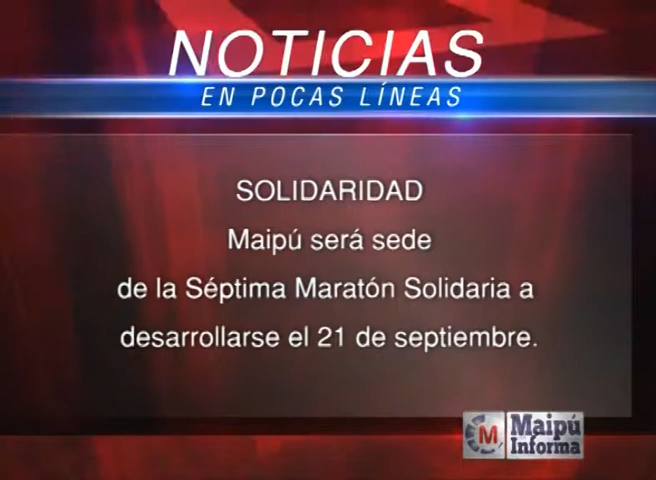 NOTICIAS
EN POCAS LÍNEAS
SOLIDARIDAD
Maipú será sede
de la Séptima Maratón Solidaria a
desarrollarse el 21 de septiembre.
M
Maipú
Informa